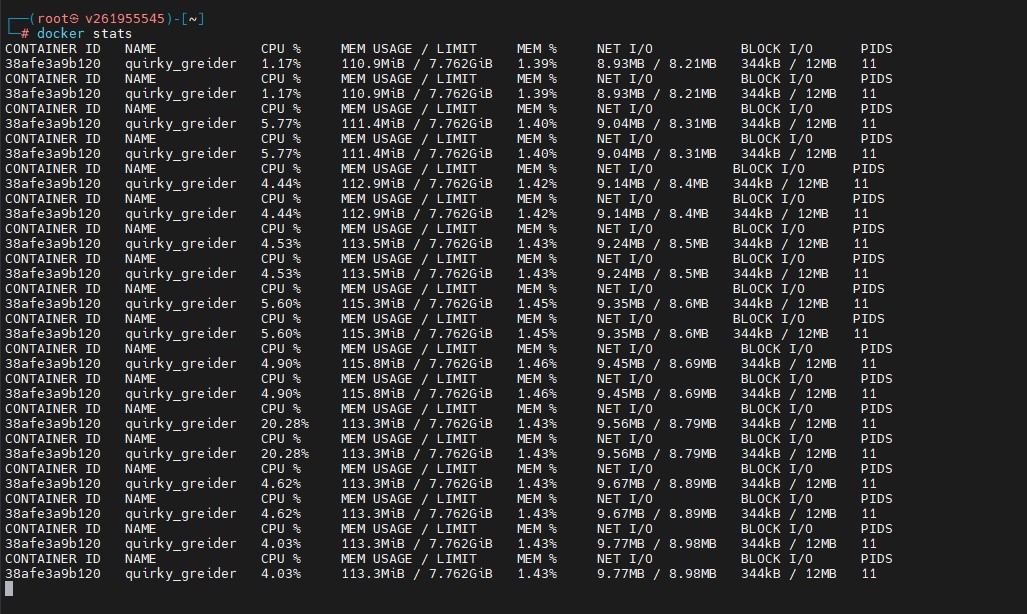 ┌──(root㉿ v261955545)-[~]
└─# docker stats
CONTAINER ID   NAME             CPU %     MEM USAGE / LIMIT     MEM %     NET I/O           BLOCK I/O      PIDS
38afe3a9b120   quirky_greider   1.17%     110.9MiB / 7.762GiB   1.39%     8.93MB / 8.21MB   344kB / 12MB   11
CONTAINER ID   NAME             CPU %     MEM USAGE / LIMIT     MEM %     NET I/O           BLOCK I/O      PIDS
38afe3a9b120   quirky_greider   1.17%     110.9MiB / 7.762GiB   1.39%     8.93MB / 8.21MB   344kB / 12MB   11
CONTAINER ID   NAME             CPU %     MEM USAGE / LIMIT     MEM %     NET I/O           BLOCK I/O      PIDS
38afe3a9b120   quirky_greider   5.77%     111.4MiB / 7.762GiB   1.40%     9.04MB / 8.31MB   344kB / 12MB   11
CONTAINER ID   NAME             CPU %     MEM USAGE / LIMIT     MEM %     NET I/O           BLOCK I/O      PIDS
38afe3a9b120   quirky_greider   5.77%     111.4MiB / 7.762GiB   1.40%     9.04MB / 8.31MB   344kB / 12MB   11
CONTAINER ID   NAME             CPU %     MEM USAGE / LIMIT     MEM %     NET I/O          BLOCK I/O      PIDS
38afe3a9b120   quirky_greider   4.44%     112.9MiB / 7.762GiB   1.42%     9.14MB / 8.4MB   344kB / 12MB   11
CONTAINER ID   NAME             CPU %     MEM USAGE / LIMIT     MEM %     NET I/O          BLOCK I/O      PIDS
38afe3a9b120   quirky_greider   4.44%     112.9MiB / 7.762GiB   1.42%     9.14MB / 8.4MB   344kB / 12MB   11
CONTAINER ID   NAME             CPU %     MEM USAGE / LIMIT     MEM %     NET I/O          BLOCK I/O      PIDS
38afe3a9b120   quirky_greider   4.53%     113.5MiB / 7.762GiB   1.43%     9.24MB / 8.5MB   344kB / 12MB   11
CONTAINER ID   NAME             CPU %     MEM USAGE / LIMIT     MEM %     NET I/O          BLOCK I/O      PIDS
38afe3a9b120   quirky_greider   4.53%     113.5MiB / 7.762GiB   1.43%     9.24MB / 8.5MB   344kB / 12MB   11
CONTAINER ID   NAME             CPU %     MEM USAGE / LIMIT     MEM %     NET I/O          BLOCK I/O      PIDS
38afe3a9b120   quirky_greider   5.60%     115.3MiB / 7.762GiB   1.45%     9.35MB / 8.6MB   344kB / 12MB   11
CONTAINER ID   NAME             CPU %     MEM USAGE / LIMIT     MEM %     NET I/O          BLOCK I/O      PIDS
38afe3a9b120   quirky_greider   5.60%     115.3MiB / 7.762GiB   1.45%     9.35MB / 8.6MB   344kB / 12MB   11
CONTAINER ID   NAME             CPU %     MEM USAGE / LIMIT     MEM %     NET I/O           BLOCK I/O      PIDS
38afe3a9b120   quirky_greider   4.90%     115.8MiB / 7.762GiB   1.46%     9.45MB / 8.69MB   344kB / 12MB   11
CONTAINER ID   NAME             CPU %     MEM USAGE / LIMIT     MEM %     NET I/O           BLOCK I/O      PIDS
38afe3a9b120   quirky_greider   4.90%     115.8MiB / 7.762GiB   1.46%     9.45MB / 8.69MB   344kB / 12MB   11
CONTAINER ID   NAME             CPU %     MEM USAGE / LIMIT     MEM %     NET I/O           BLOCK I/O      PIDS
38afe3a9b120   quirky_greider   20.28%    113.3MiB / 7.762GiB   1.43%     9.56MB / 8.79MB   344kB / 12MB   11
CONTAINER ID   NAME             CPU %     MEM USAGE / LIMIT     MEM %     NET I/O           BLOCK I/O      PIDS
38afe3a9b120   quirky_greider   20.28%    113.3MiB / 7.762GiB   1.43%     9.56MB / 8.79MB   344kB / 12MB   11
CONTAINER ID   NAME             CPU %     MEM USAGE / LIMIT     MEM %     NET I/O           BLOCK I/O      PIDS
38afe3a9b120   quirky_greider   4.62%     113.3MiB / 7.762GiB   1.43%     9.67MB / 8.89MB   344kB / 12MB   11
CONTAINER ID   NAME             CPU %     MEM USAGE / LIMIT     MEM %     NET I/O           BLOCK I/O      PIDS
38afe3a9b120   quirky_greider   4.62%     113.3MiB / 7.762GiB   1.43%     9.67MB / 8.89MB   344kB / 12MB   11
CONTAINER ID   NAME             CPU %     MEM USAGE / LIMIT     MEM %     NET I/O           BLOCK I/O      PIDS
38afe3a9b120   quirky_greider   4.03%     113.3MiB / 7.762GiB   1.43%     9.77MB / 8.98MB   344kB / 12MB   11
CONTAINER ID   NAME             CPU %     MEM USAGE / LIMIT     MEM %     NET I/O           BLOCK I/O      PIDS
38afe3a9b120   quirky_greider   4.03%     113.3MiB / 7.762GiB   1.43%     9.77MB / 8.98MB   344kB / 12MB   11